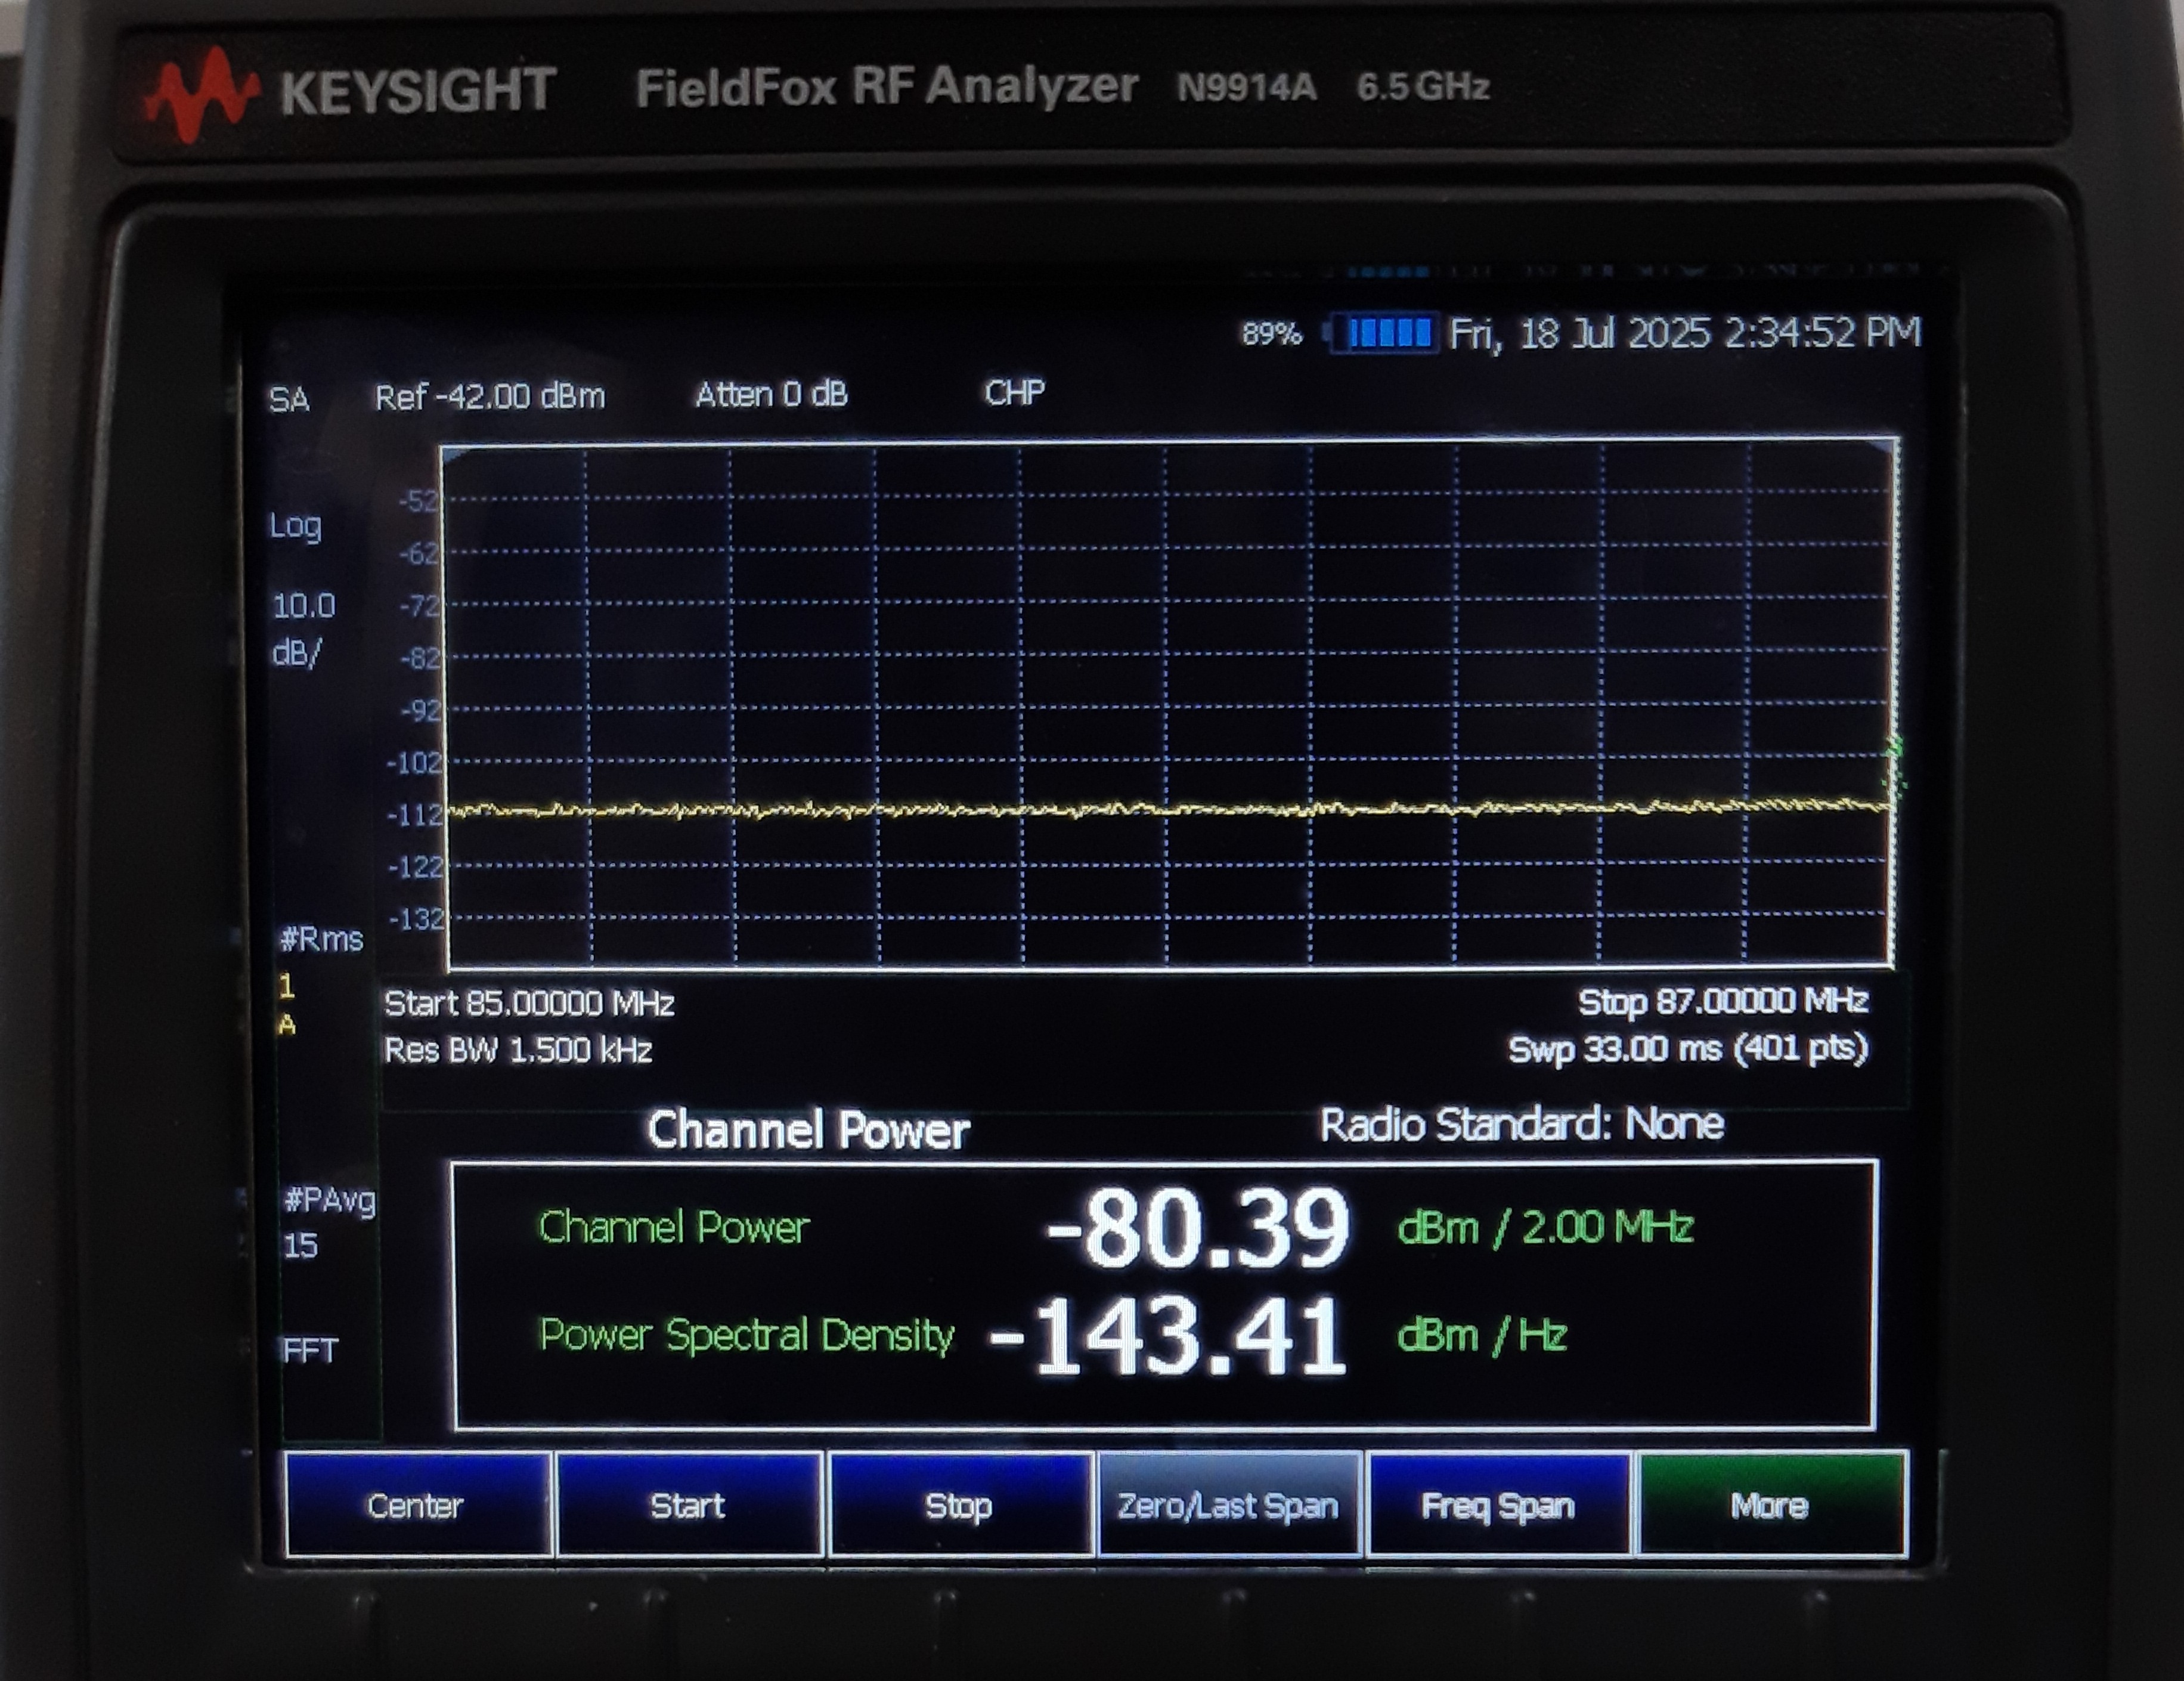 KEYSIGHT FieldFox RF Analyzer N9914A 6.5 GHz
89% Fri, 18 Jul 2025 2:34:52 PM
SA Ref -42.00 dBm Atten 0 dB CHP
-52
Log
-62
10.0
-72
dB/
-82
-92
-102
-112
-122
-132
#Rms
1
A
Start 85.00000 MHz Stop 87.00000 MHz
Res BW 1.500 kHz Swp 33.00 ms (401 pts)
Channel Power Radio Standard: None
#PAvg
15
FFT
Channel Power -80.39 dBm / 2.00 MHz
Power Spectral Density -143.41 dBm / Hz
Center Start Stop Zero/Last Span Freq Span More